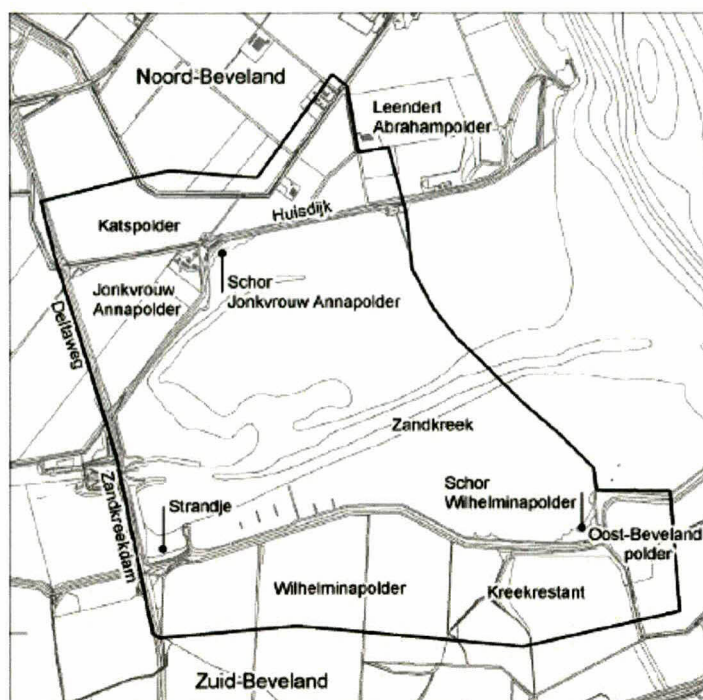 Noord-Beveland
Leendert
Abrahampolder
Katspolder
Huisdijk
Jonkvrouw
Annapolder
Schor
Jonkvrouw Annapolder
Deltaweg
Zandkreek
Zandkreekdam
Strandje
Schor
Wilhelminapolder
Oost-Beveland
polder
Wilhelminapolder
Kreekrestant
Zuid-Beveland